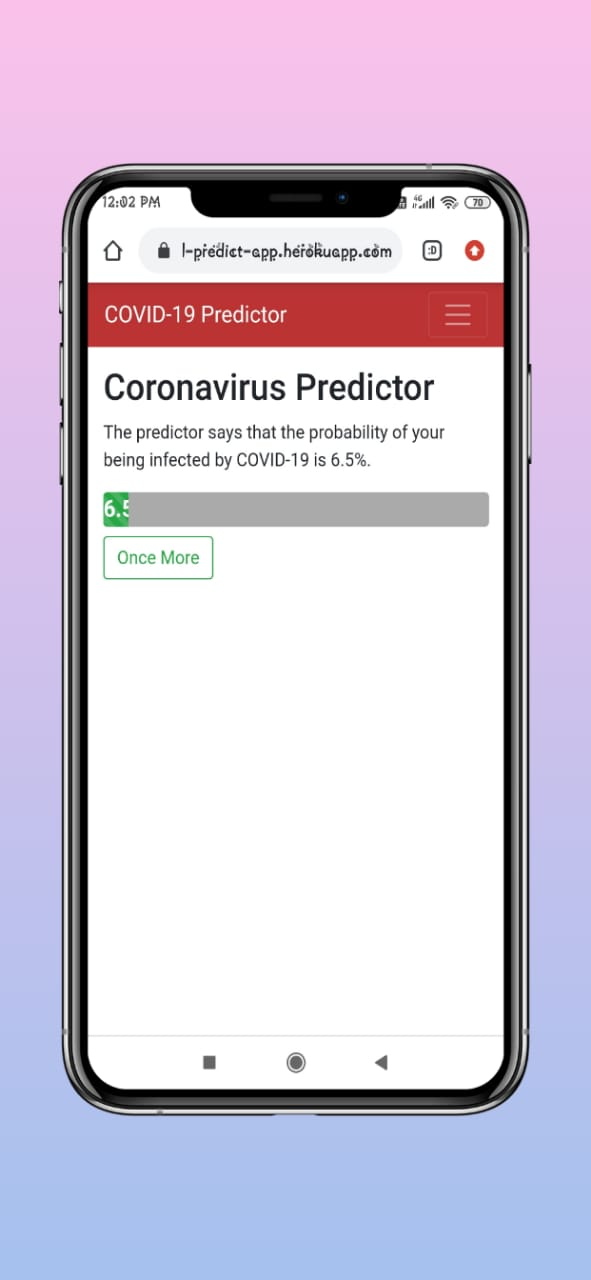 12:02 PM
4G
70
l-predict-app.herokuapp.com
:D
COVID-19 Predictor
Coronavirus Predictor
The predictor says that the probability of your
being infected by COVID-19 is 6.5%.
6.5
Once More